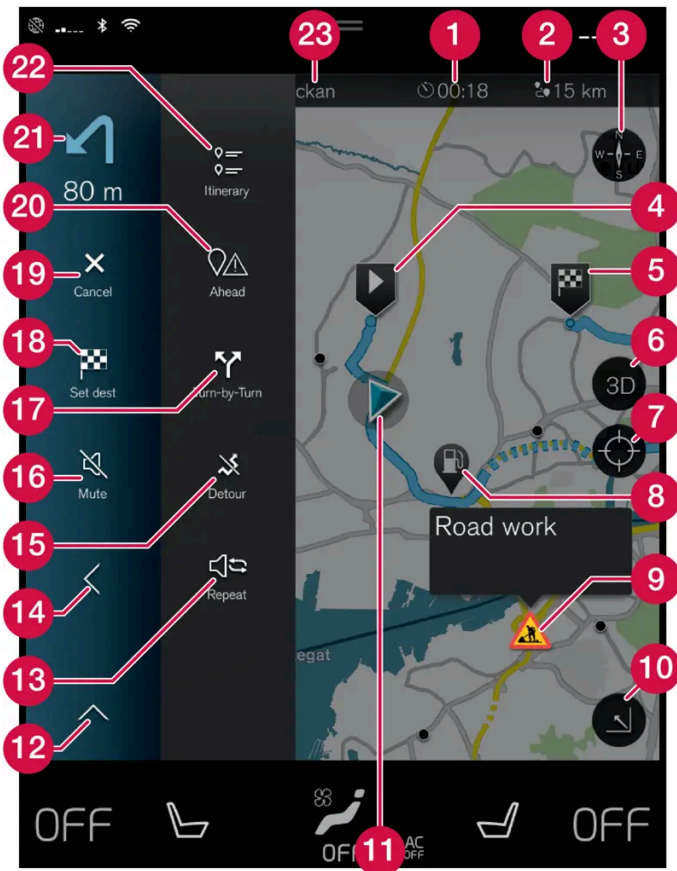 23 1 2 3
22
ckan 00:18 15 km
21
N
W E
S
80 m
Itinerary
20 4
19 5
Cancel Ahead
18 6
3D
Set dest Turn-by-Turn
17 7
16 8
Mute Detour
Road work
15
14 9
Repeat
13
egat
10
12
OFF OFF AC OFF OFF
11